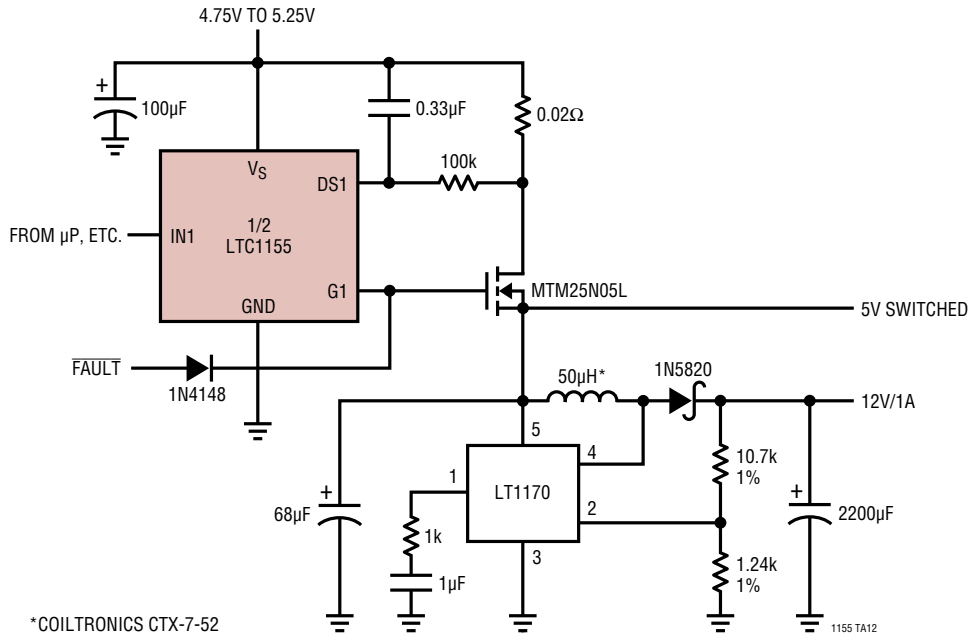 4.75V TO 5.25V
+
100µF
0.33µF
0.02Ω
100k
VS
DS1
FROM µP, ETC.
IN1
1/2
LTC1155
G1
MTM25N05L
GND
5V SWITCHED
FAULT
1N4148
50µH*
1N5820
12V/1A
5
4
10.7k
1%
1
LT1170
+
68µF
2
+
2200µF
1k
3
1.24k
1%
1µF
*COILTRONICS CTX-7-52
1155 TA12